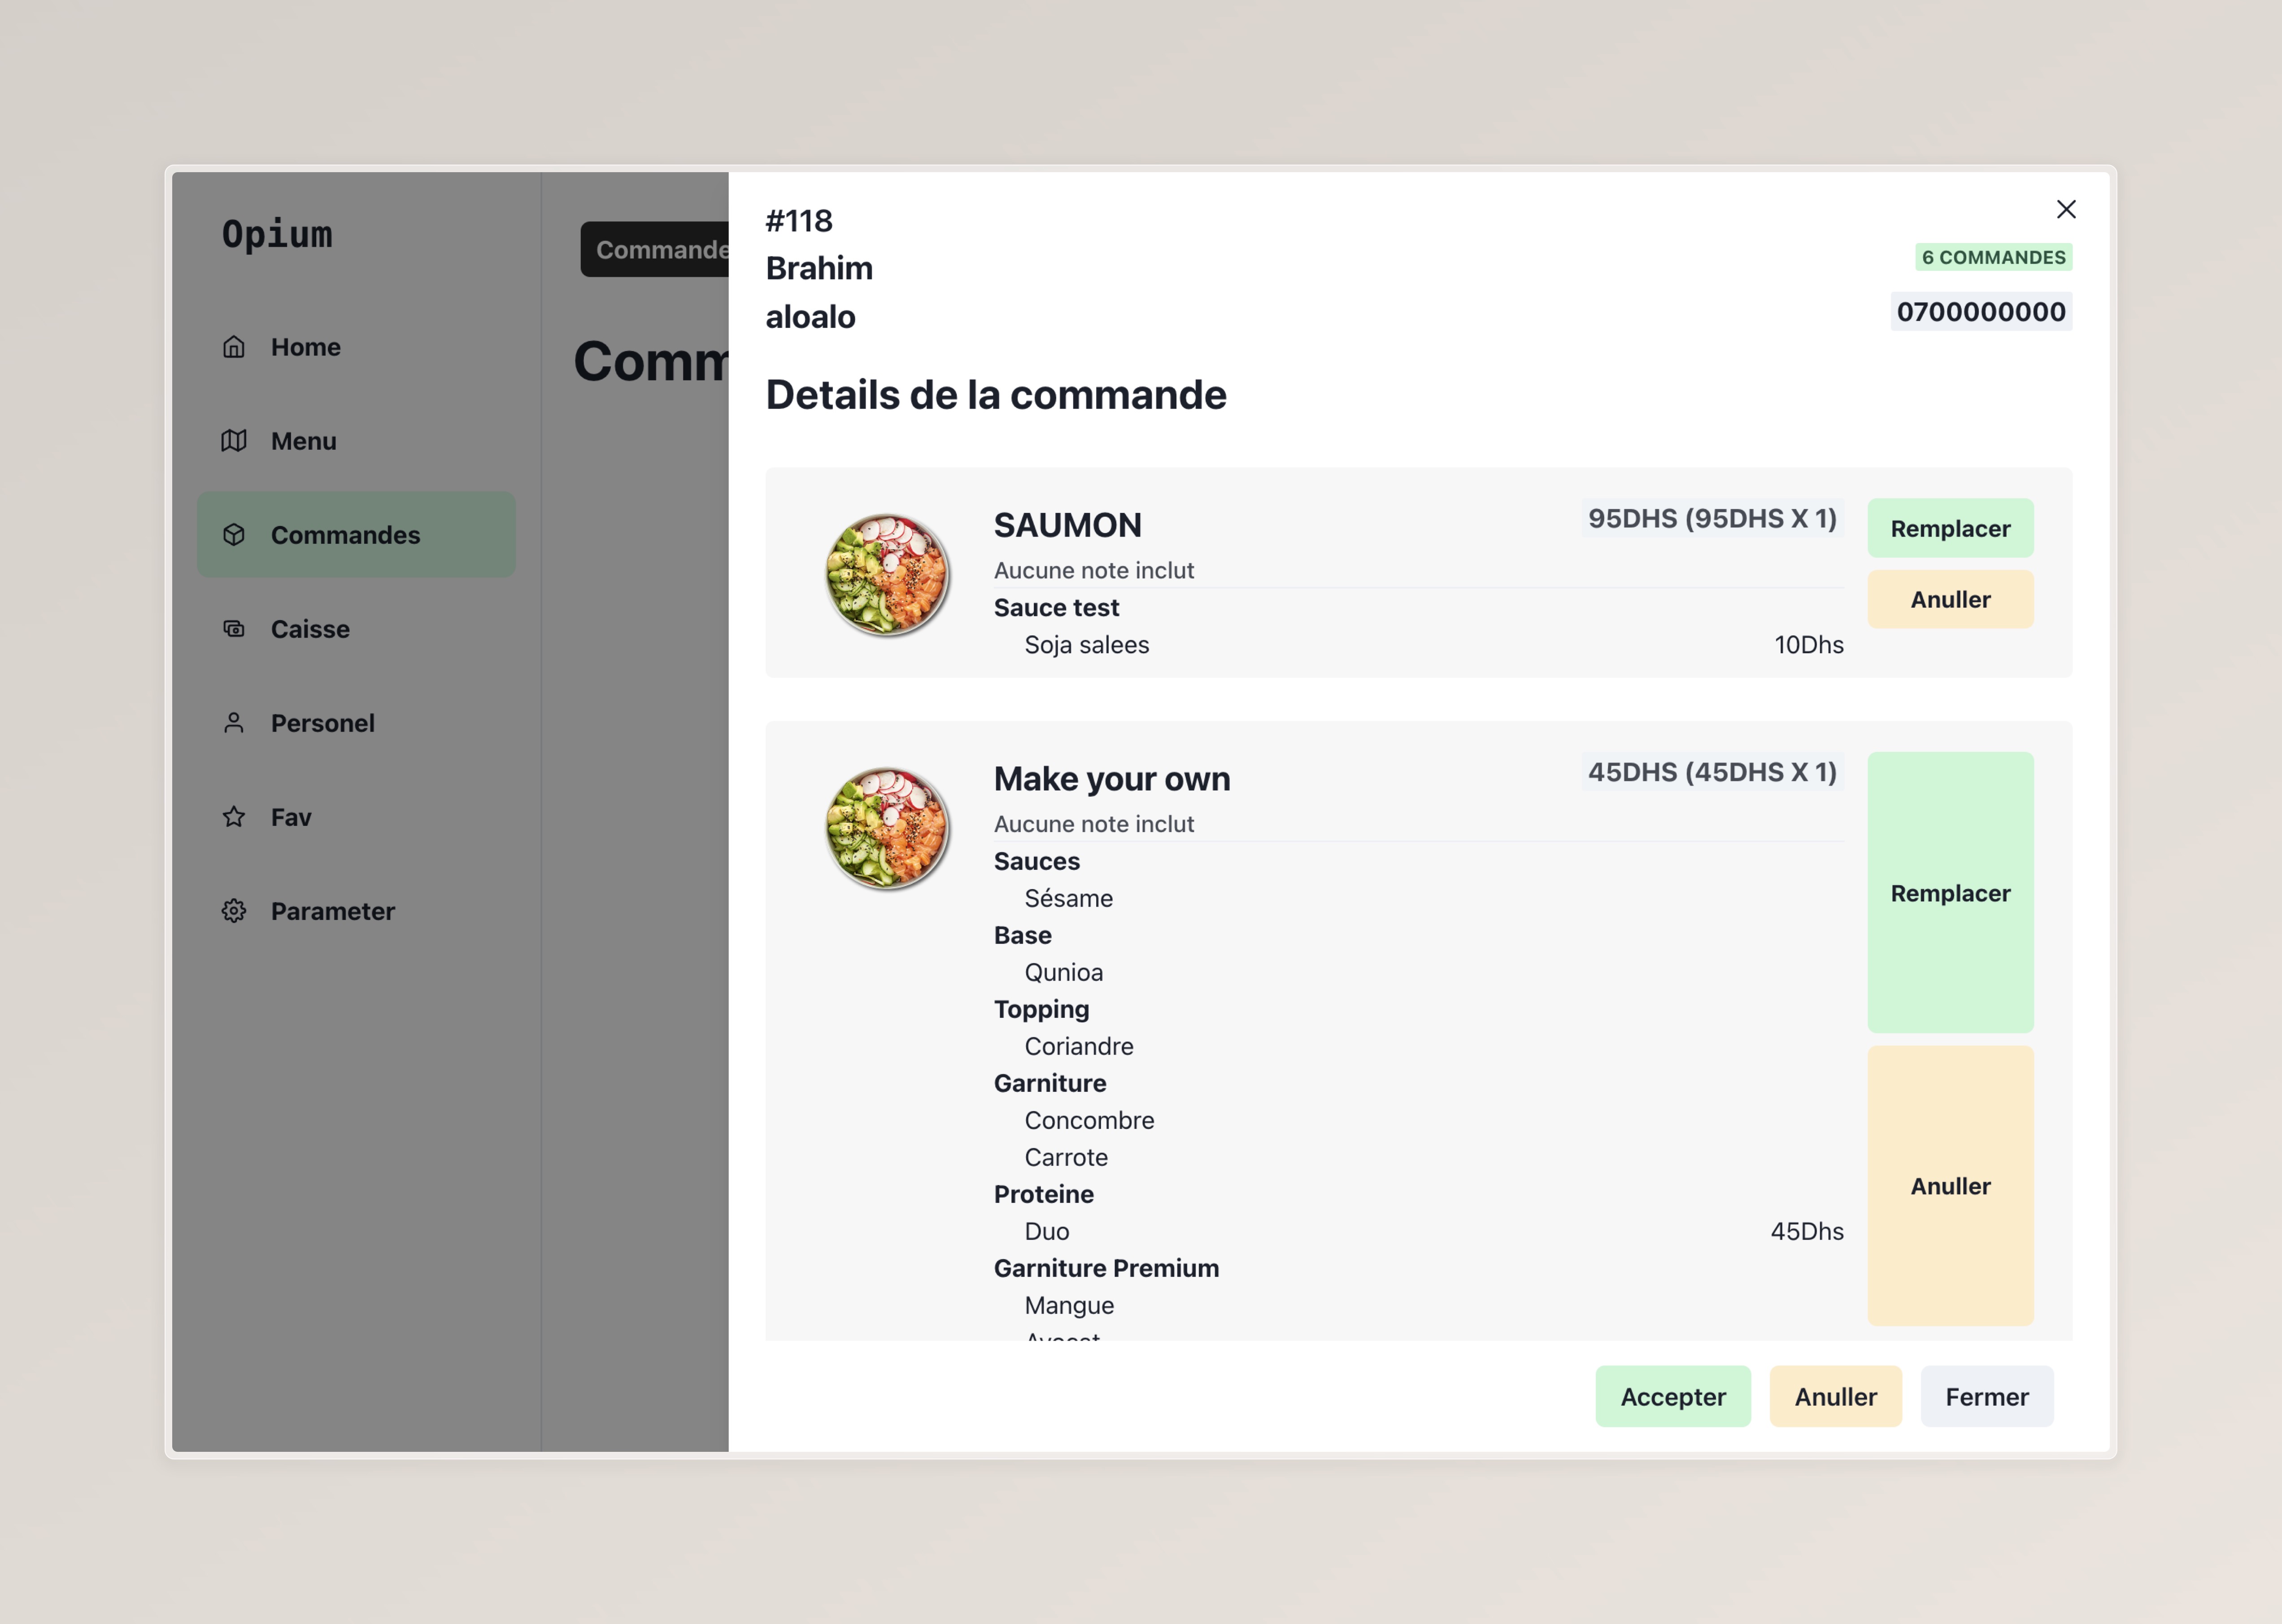 Opium
Home
Menu
Commandes
Caisse
Personel
Fav
Parameter
Commande
Comm
#118
Brahim
aloalo
6 COMMANDES
0700000000
Details de la commande
SAUMON
95DHS (95DHS X 1)
Remplacer
Aucune note inclut
Anuller
Sauce test
Soja salees 10Dhs
Make your own
45DHS (45DHS X 1)
Aucune note inclut
Sauces
Sésame
Remplacer
Base
Qunioa
Topping
Coriandre
Garniture
Concombre
Carrote
Anuller
Proteine
Duo 45Dhs
Garniture Premium
Mangue
Accepter
Anuller
Fermer